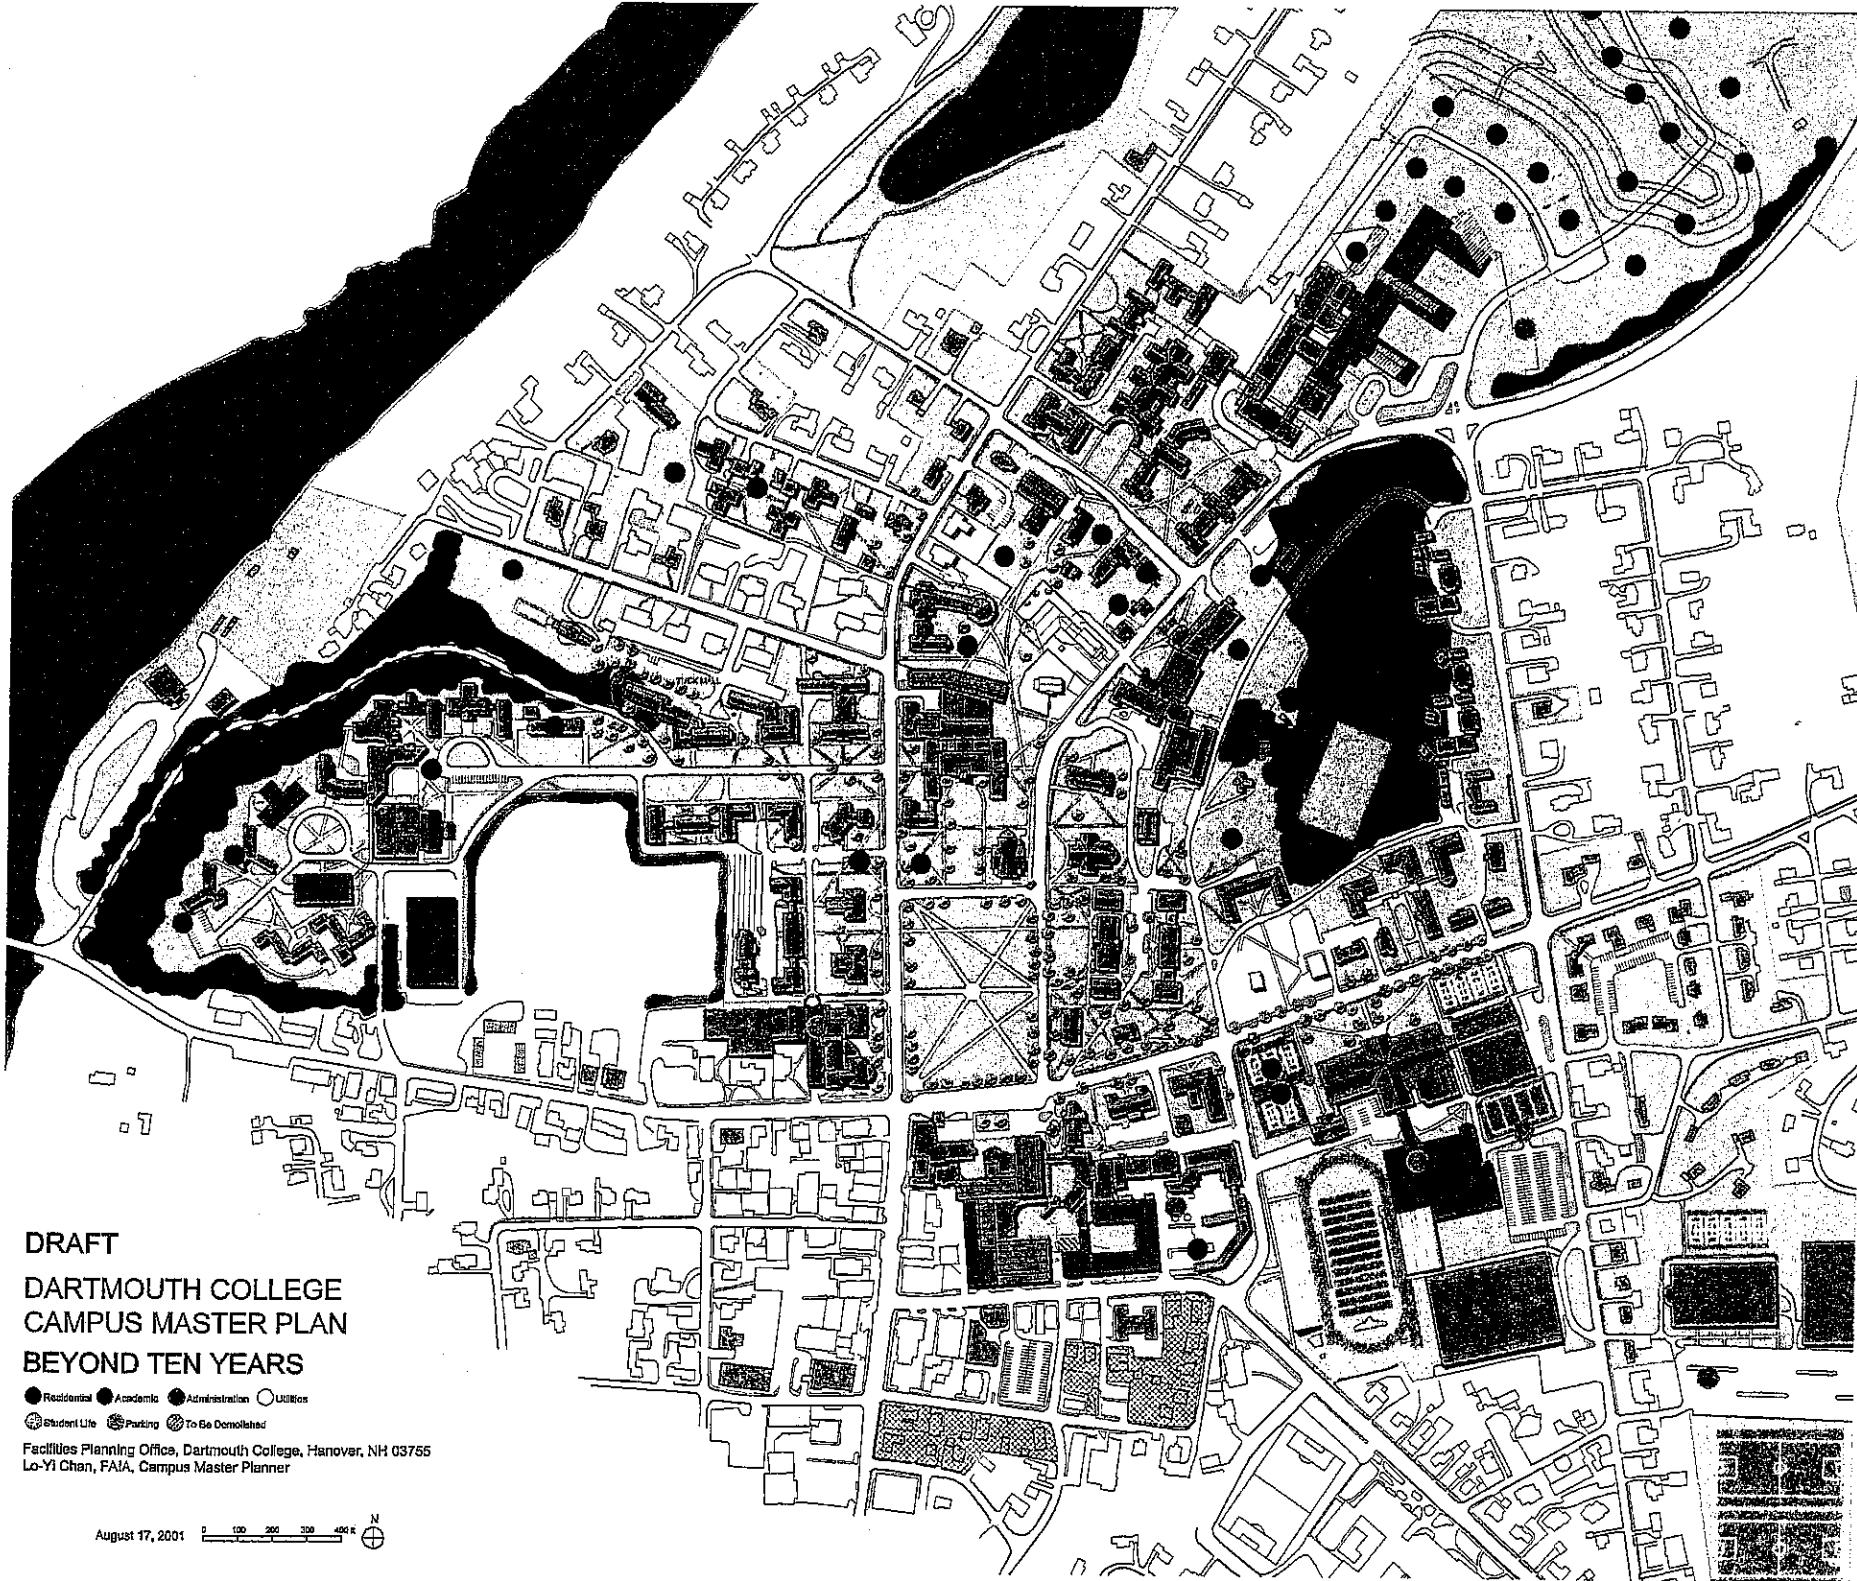 TUCK MALL
DRAFT
DARTMOUTH COLLEGE
CAMPUS MASTER PLAN
BEYOND TEN YEARS
Residential Academic Administration Utilities
Student Life Parking To Be Demolished
Facilities Planning Office, Dartmouth College, Hanover, NH 03755
Lo-Yi Chan, FAIA, Campus Master Planner
August 17, 2001 0 100 200 300 400 ft N